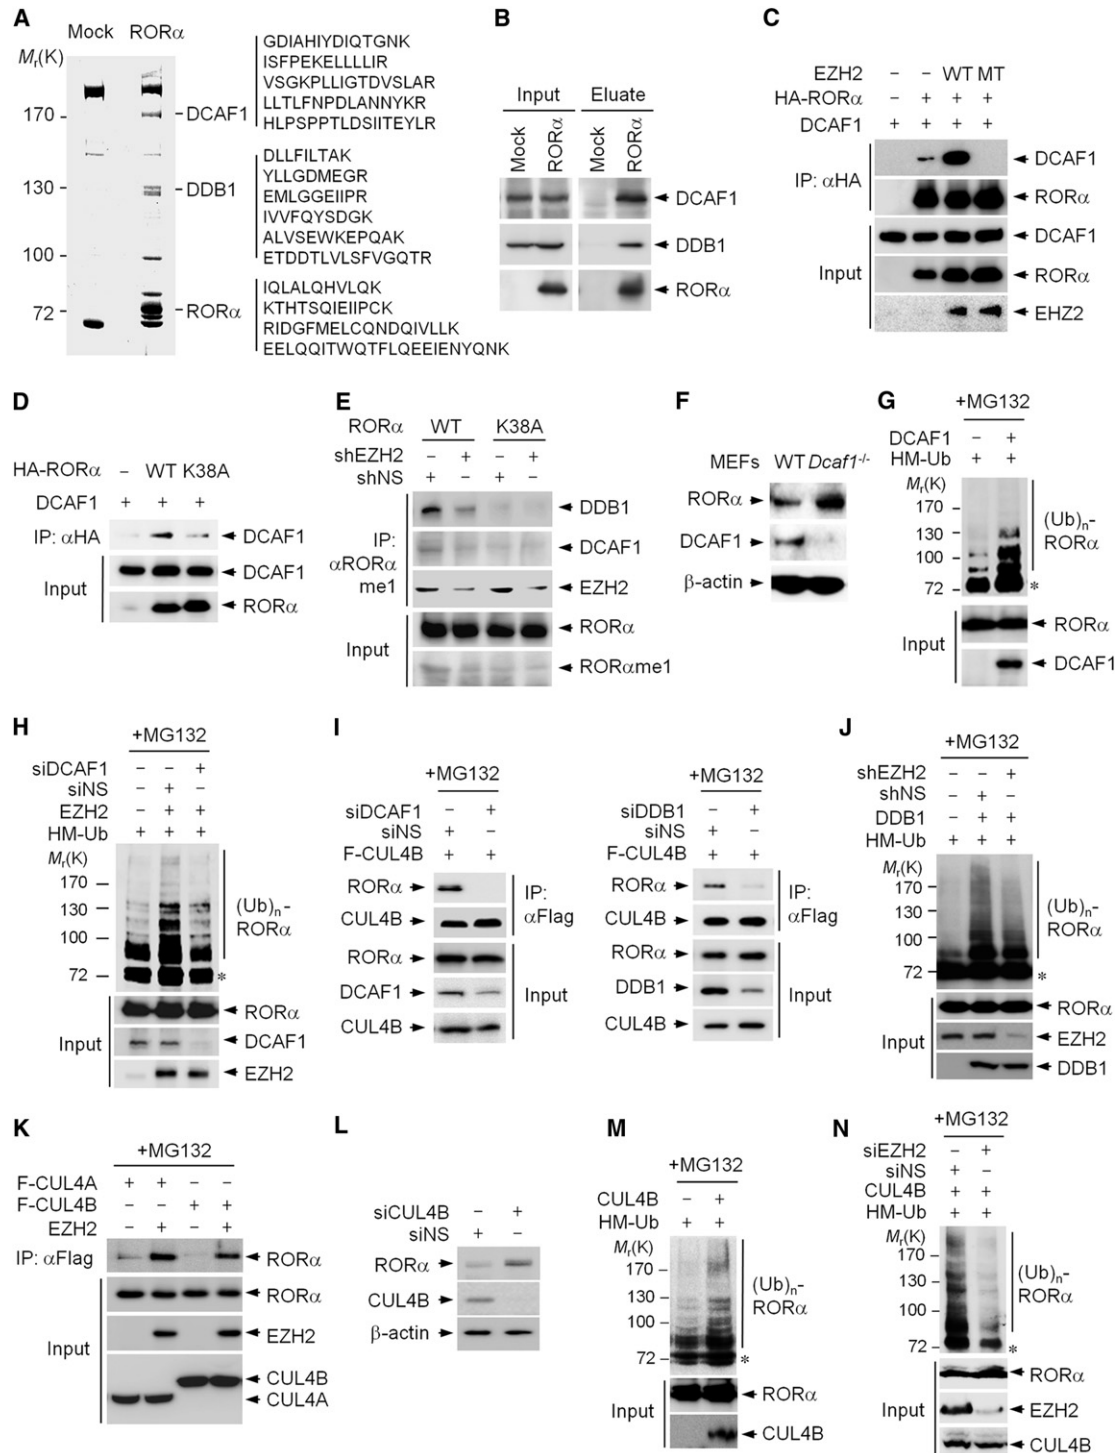 A
Mock RORα
Mr(K)
170
130
100
72
DCAF1
DDB1
RORα
GDIAHIYDIQTGNK
ISFPEKELLLLIR
VSGKPLLIGTDVSLAR
LLTLFNPDLANNYKR
HLPSPPTLDSIITEYLR
DLLFILTAK
YLLGDMEGR
EMLGGEIIPR
IVVFQYSDGK
ALVSEWKEPQAK
ETDDTLVLSFVGQTR
IQLALQHVLQK
KTHTSQIEIIPCK
RIDGFMELCQNDQIVLLK
EELQQITWQTFLQEEIENYQNK
B
Input Eluate
Mock RORα Mock RORα
DCAF1
DDB1
RORα
C
EZH2 – – WT MT
HA-RORα – + + +
DCAF1 + + + +
IP: αHA
DCAF1
RORα
Input
DCAF1
RORα
EHZ2
D
HA-RORα – WT K38A
DCAF1 + + +
IP: αHA DCAF1
Input
DCAF1
RORα
E
RORα WT K38A
shEZH2 – + – +
shNS + – + –
IP:
αRORα
me1
DDB1
DCAF1
EZH2
Input
RORα
RORαme1
F
MEFs WT Dcaf1-/-
RORα
DCAF1
β-actin
G
+MG132
DCAF1 – +
HM-Ub + +
Mr(K)
170
130
100
72
(Ub)n-
RORα
*
Input
RORα
DCAF1
H
+MG132
siDCAF1 – – +
siNS – + –
EZH2 – + +
HM-Ub + + +
Mr(K)
170
130
100
72
(Ub)n-
RORα
*
Input
RORα
DCAF1
EZH2
I
+MG132
siDCAF1 – +
siNS + –
F-CUL4B + +
RORα
CUL4B
IP:
αFlag
RORα
DCAF1
CUL4B
Input
+MG132
siDDB1 – +
siNS + –
F-CUL4B + +
RORα
CUL4B
IP:
αFlag
RORα
DDB1
CUL4B
Input
J
+MG132
shEZH2 – – +
shNS – + –
DDB1 – + +
HM-Ub + + +
Mr(K)
170
130
100
72
(Ub)n-
RORα
*
Input
RORα
EZH2
DDB1
K
+MG132
F-CUL4A + + – –
F-CUL4B – – + +
EZH2 – + – +
IP: αFlag RORα
Input
RORα
EZH2
CUL4B
CUL4A
L
siCUL4B – +
siNS + –
RORα
CUL4B
β-actin
M
+MG132
CUL4B – +
HM-Ub + +
Mr(K)
170
130
100
72
(Ub)n-
RORα
*
Input
RORα
CUL4B
N
+MG132
siEZH2 – +
siNS + –
CUL4B + +
HM-Ub + +
Mr(K)
170
130
100
72
(Ub)n-
RORα
*
Input
RORα
EZH2
CUL4B